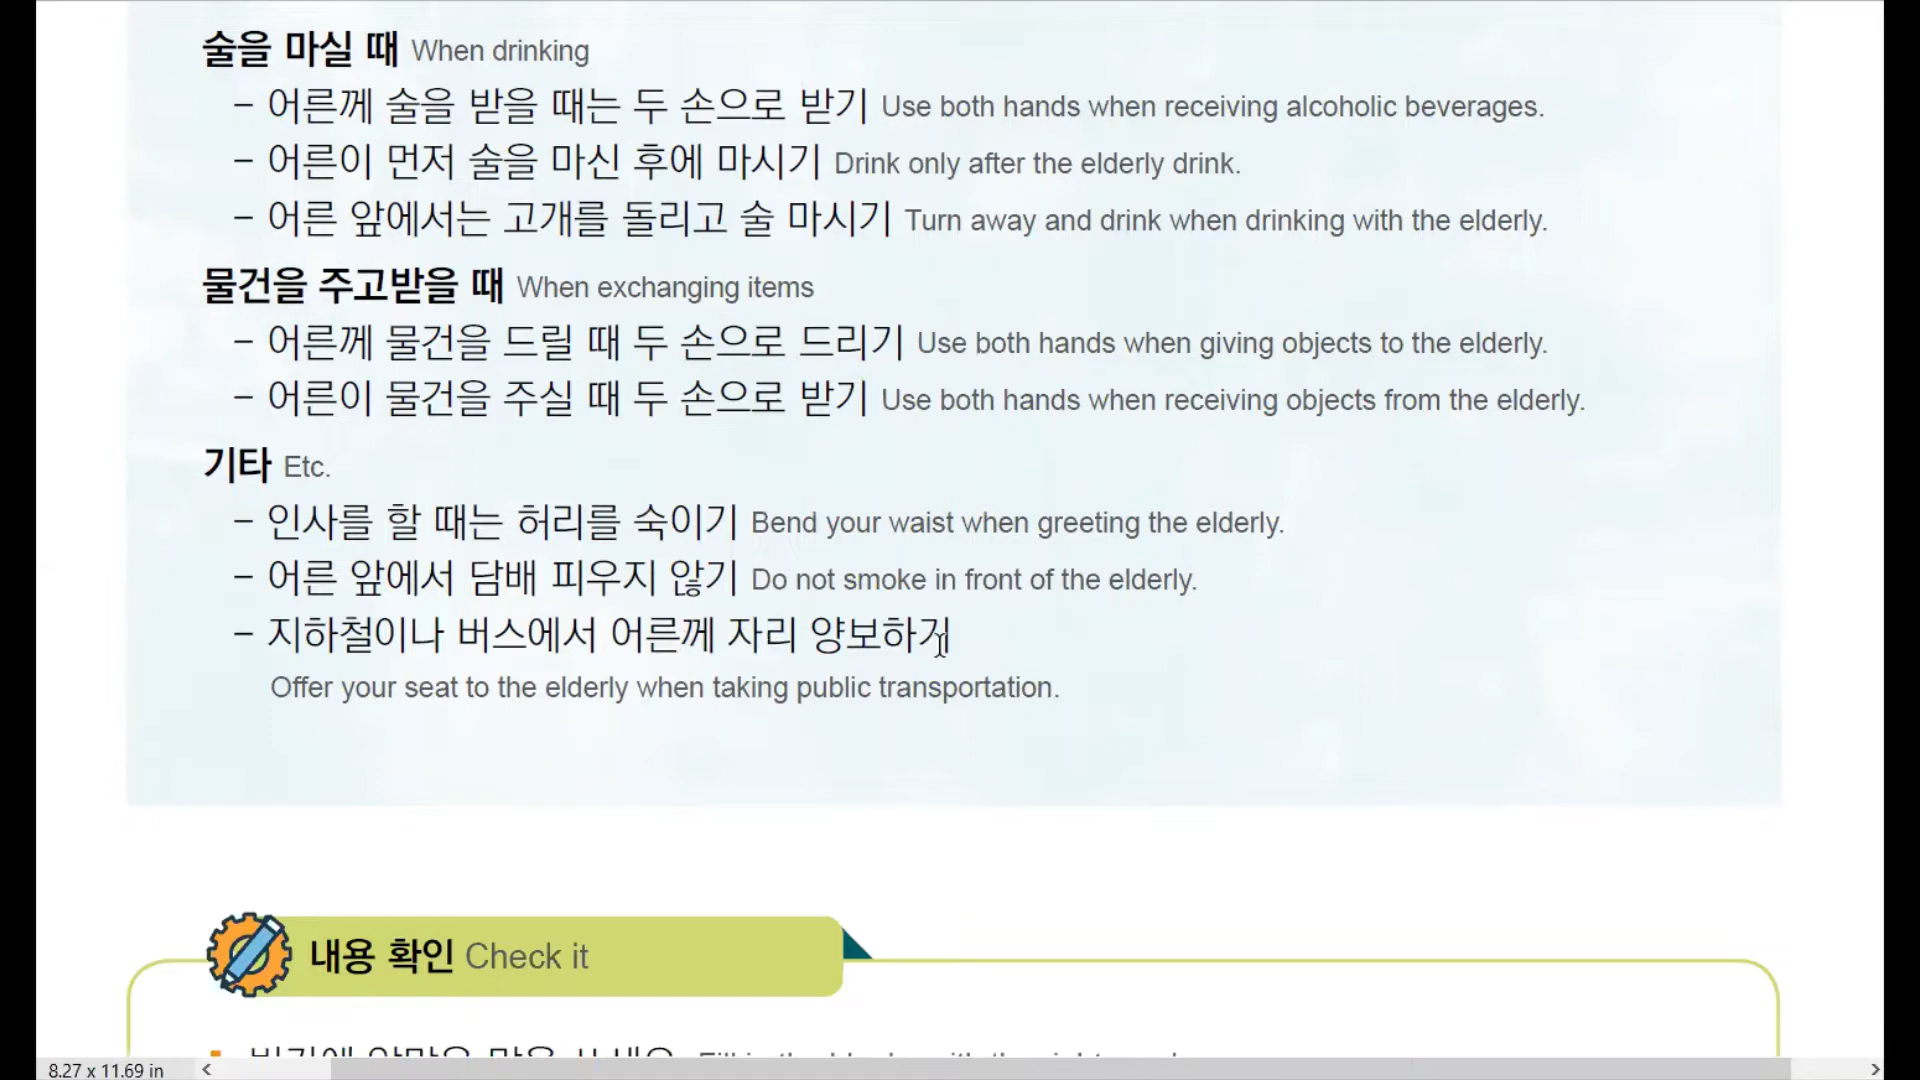 술을 마실 때 When drinking
– 어른께 술을 받을 때는 두 손으로 받기 Use both hands when receiving alcoholic beverages.
– 어른이 먼저 술을 마신 후에 마시기 Drink only after the elderly drink.
– 어른 앞에서는 고개를 돌리고 술 마시기 Turn away and drink when drinking with the elderly.
물건을 주고받을 때 When exchanging items
– 어른께 물건을 드릴 때 두 손으로 드리기 Use both hands when giving objects to the elderly.
– 어른이 물건을 주실 때 두 손으로 받기 Use both hands when receiving objects from the elderly.
기타 Etc.
– 인사를 할 때는 허리를 숙이기 Bend your waist when greeting the elderly.
– 어른 앞에서 담배 피우지 않기 Do not smoke in front of the elderly.
– 지하철이나 버스에서 어른께 자리 양보하기
Offer your seat to the elderly when taking public transportation.
내용 확인 Check it
8.27 x 11.69 in